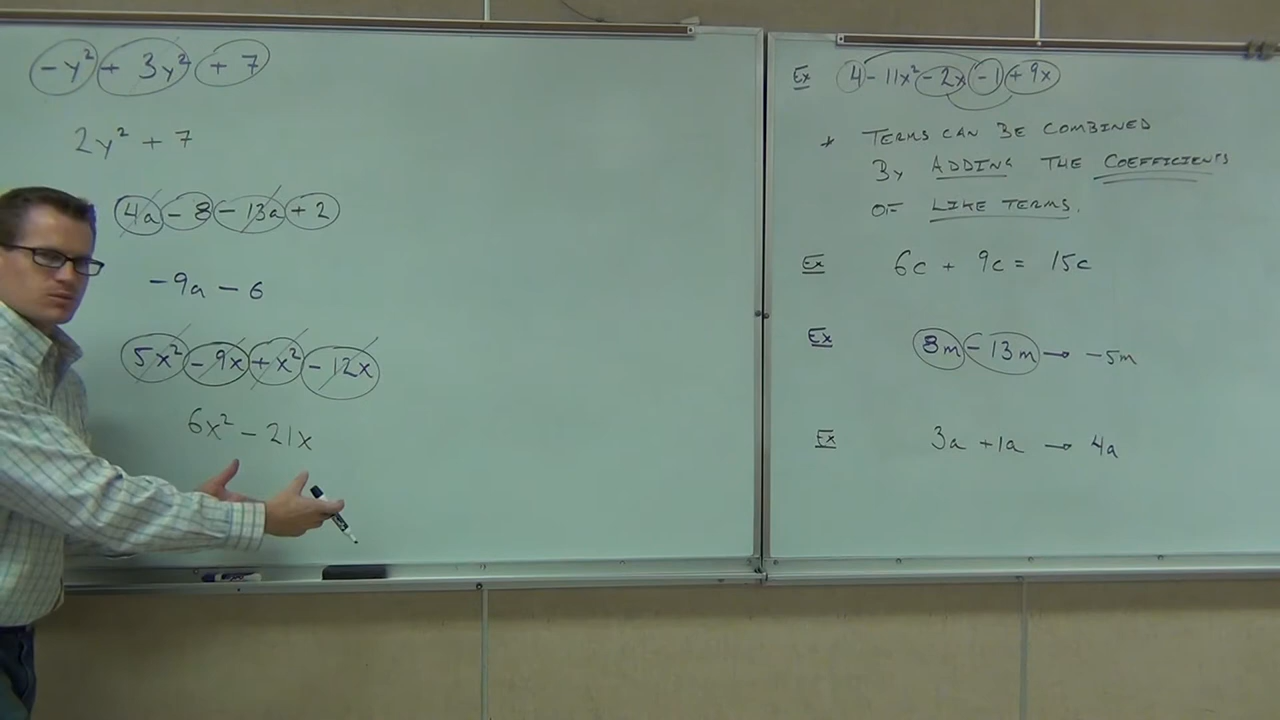 -y² + 3y² + 7
2y² + 7
4a - 8 - 13a + 2
-9a - 6
5x² - 9x + x² - 12x
6x² - 21x
Ex 4 - 11x² - 2x - 1 + 9x
* TERMS CAN BE COMBINED
By ADDING THE COEFFICIENTS
OF LIKE TERMS.
Ex 6c + 9c = 15c
Ex 8m - 13m → -5m
Ex 3a + 1a → 4a